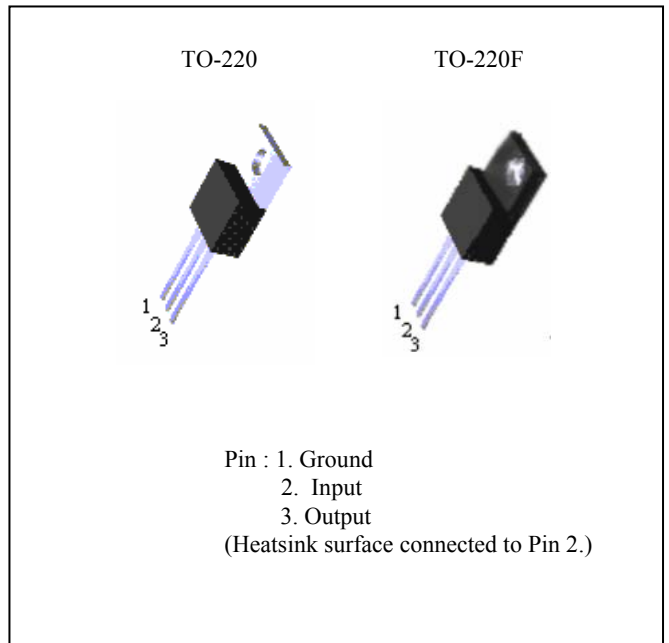 TO-220 TO-220F
1 1
2 2
3 3
Pin : 1. Ground
2. Input
3. Output
(Heatsink surface connected to Pin 2.)